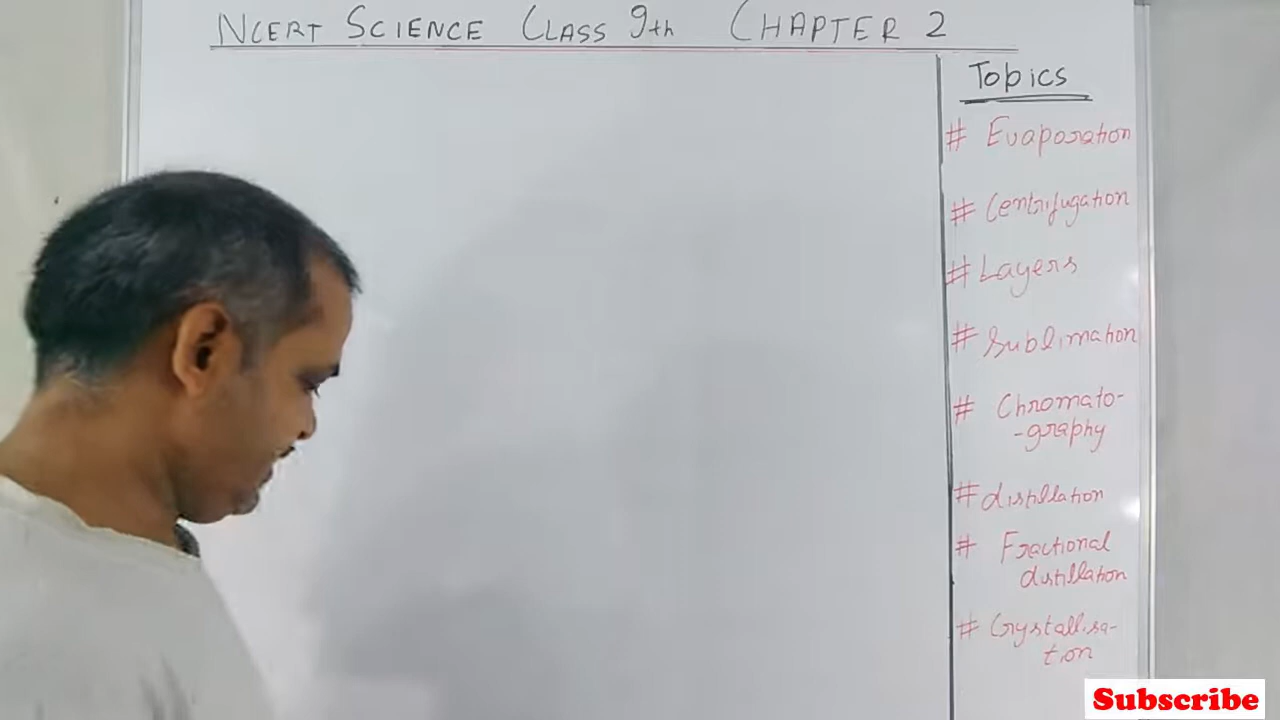 NCERT SCIENCE CLASS 9th CHAPTER 2
Topics
# Evaporation
# Centrifugation
# Layers
# Sublimation
# Chromato-
-graphy
# distillation
# Fractional
distillation
# Crystallisa-
tion
Subscribe